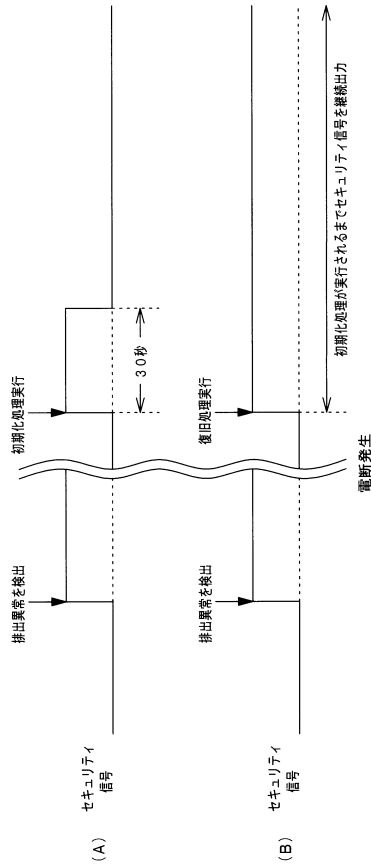 (A)
セキュリティ
信号
排出異常を検出
初期化処理実行
30秒
(B)
セキュリティ
信号
排出異常を検出
復旧処理実行
初期化処理が実行されるまでセキュリティ信号を継続出力
電断発生